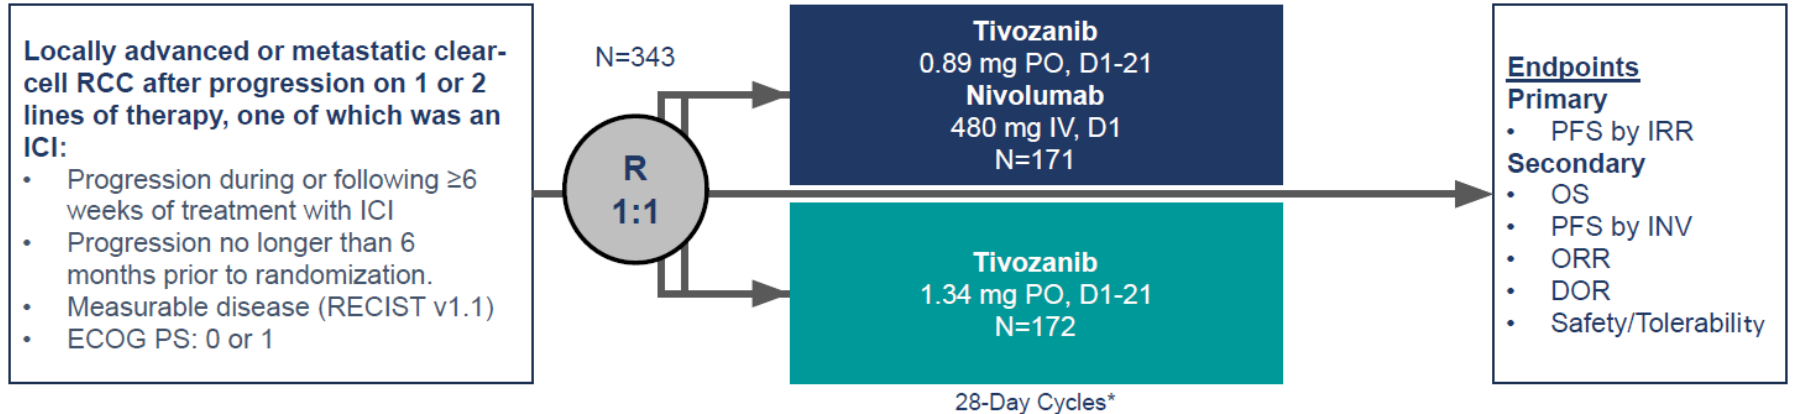 Locally advanced or metastatic clear-
cell RCC after progression on 1 or 2
lines of therapy, one of which was an
ICI:
• Progression during or following ≥6
weeks of treatment with ICI
• Progression no longer than 6
months prior to randomization.
• Measurable disease (RECIST v1.1)
• ECOG PS: 0 or 1
N=343
R
1:1
Tivozanib
0.89 mg PO, D1-21
Nivolumab
480 mg IV, D1
N=171
Tivozanib
1.34 mg PO, D1-21
N=172
28-Day Cycles*
Endpoints
Primary
• PFS by IRR
Secondary
• OS
• PFS by INV
• ORR
• DOR
• Safety/Tolerability